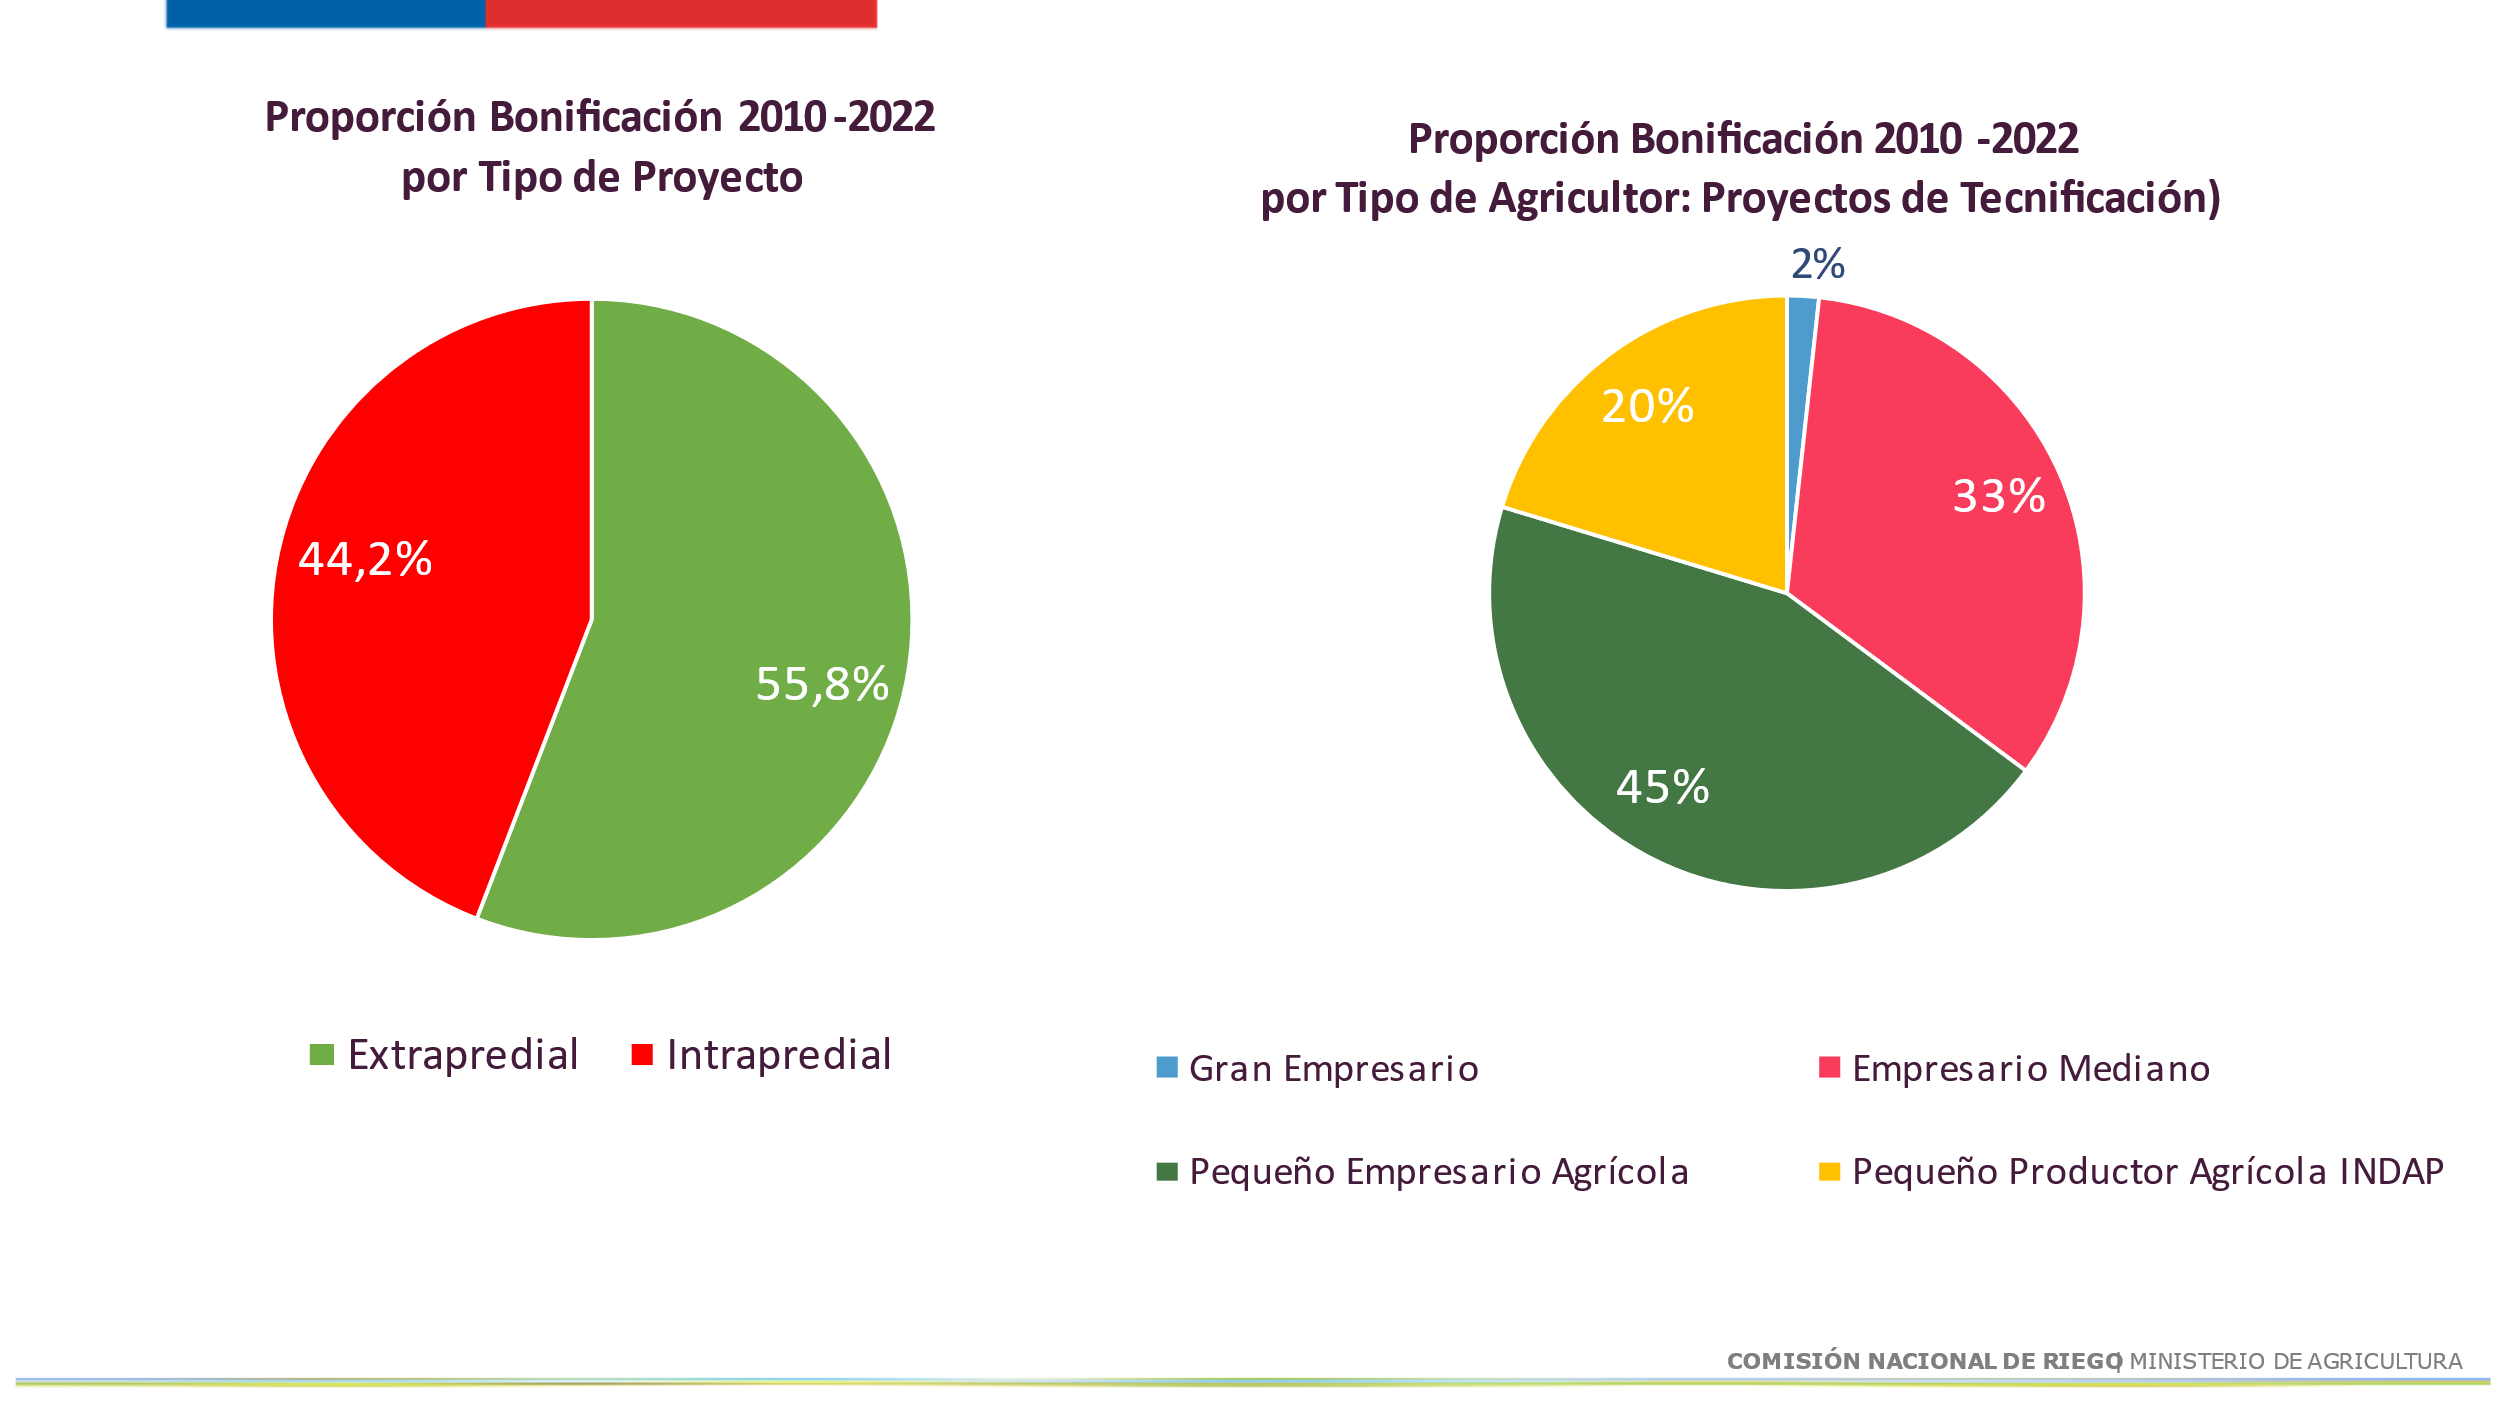 Proporción Bonificación 2010 -2022
por Tipo de Proyecto
44,2%
55,8%
Extrapredial
Intrapredial
Proporción Bonificación 2010 -2022
por Tipo de Agricultor: Proyectos de Tecnificación)
2%
20%
33%
45%
Gran Empresario
Empresario Mediano
Pequeño Empresario Agrícola
Pequeño Productor Agrícola INDAP
COMISIÓN NACIONAL DE RIEGO | MINISTERIO DE AGRICULTURA